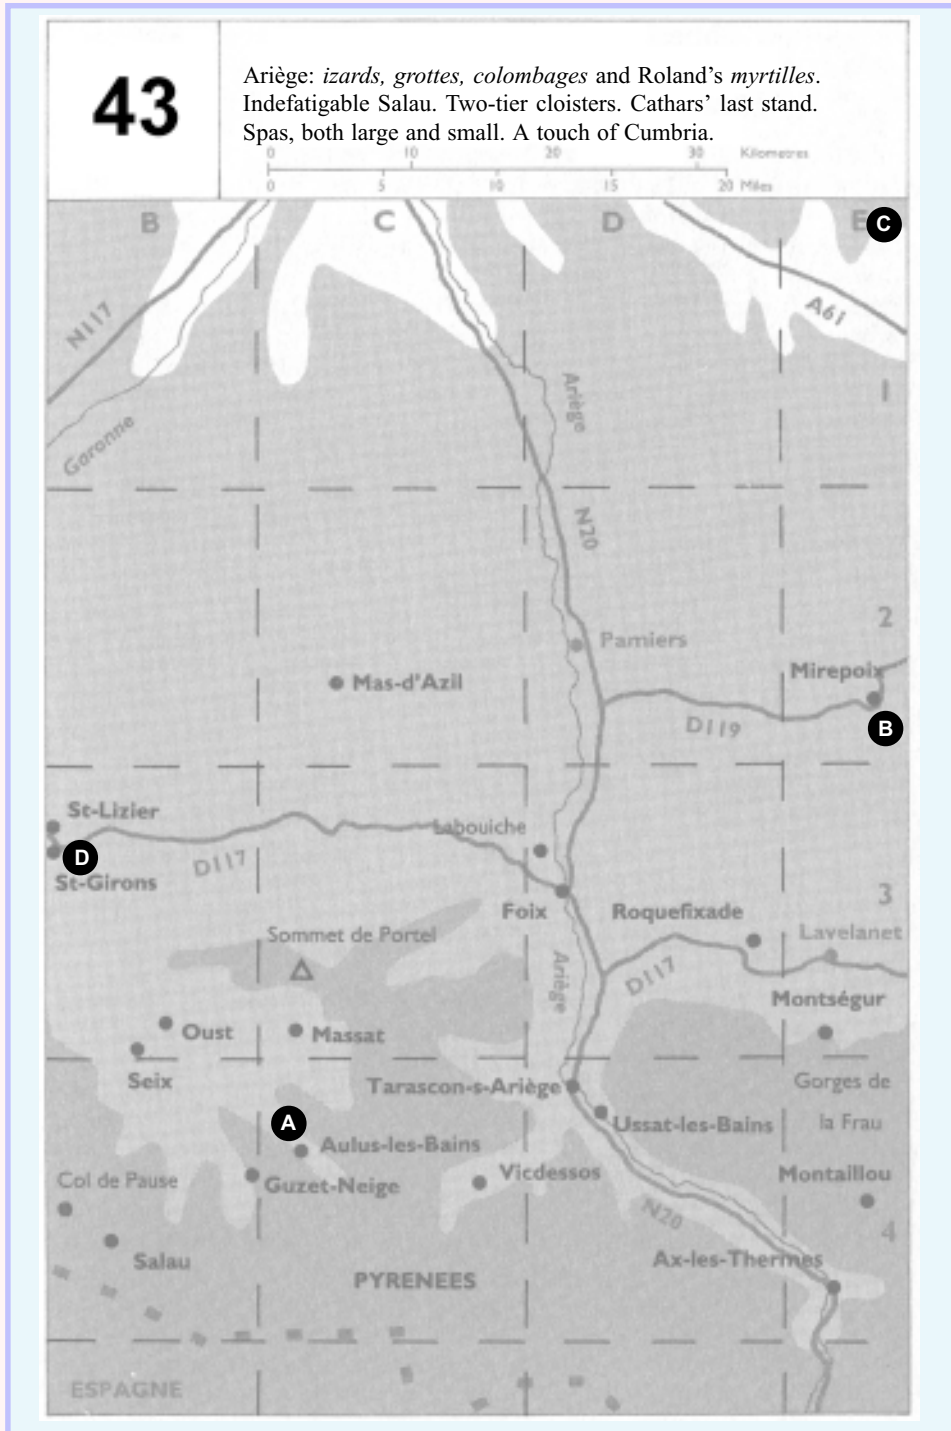 43
Ariège: izards, grottes, colombages and Roland's myrtilles.
Indefatigable Salau. Two-tier cloisters. Cathars' last stand.
Spas, both large and small. A touch of Cumbria.
0 10 20 30 Kilometres
0 5 10 15 20 Miles
B C D E C
N117
A61
Garonne
Ariège
1
N20
2
Pamiers
Mirepoix
Mas-d'Azil
D119
B
St-Lizier
Labouiche
D
D117
St-Girons
3
Foix
Roquefixade
Sommet de Portel
Lavelanet
Ariège
D117
Montségur
Oust
Massat
Seix
Tarascon-s-Ariège
Gorges de
la Frau
A
Ussat-les-Bains
Aulus-les-Bains
Col de Pause
Guzet-Neige
Vicdessos
Montaillou
N20
4
Salau
Ax-les-Thermes
PYRENEES
ESPAGNE